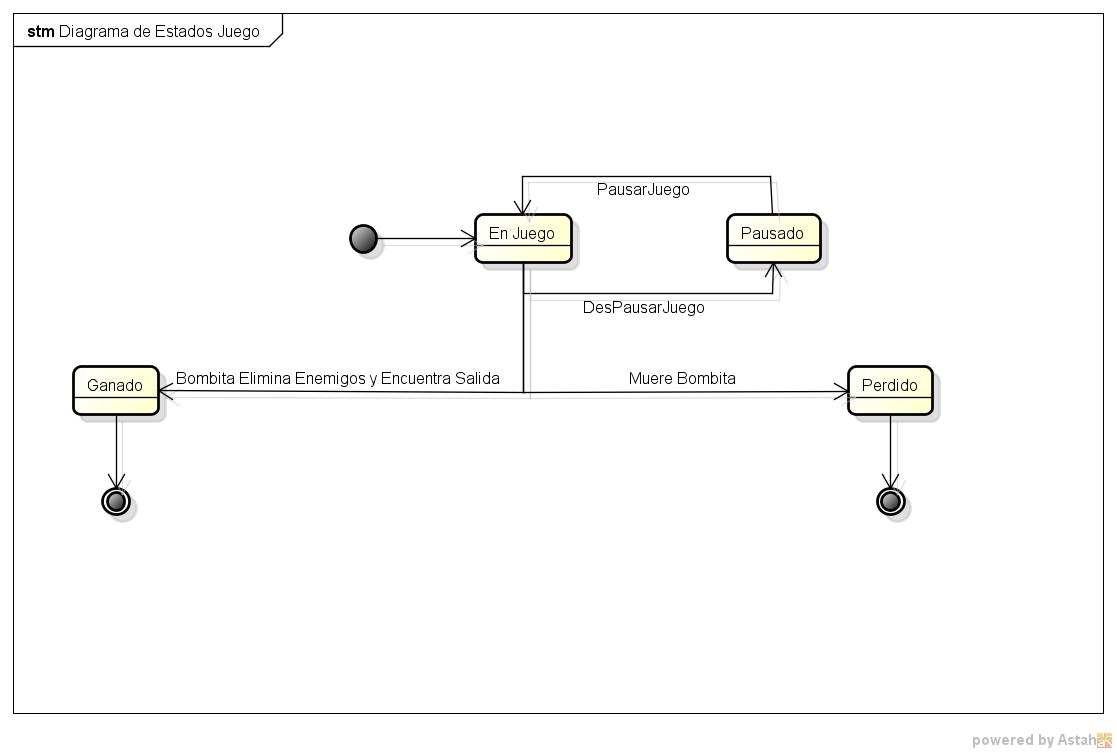 stm Diagrama de Estados Juego
PausarJuego
En Juego
Pausado
DesPausarJuego
Ganado
Bombita Elimina Enemigos y Encuentra Salida
Muere Bombita
Perdido
powered by Astah